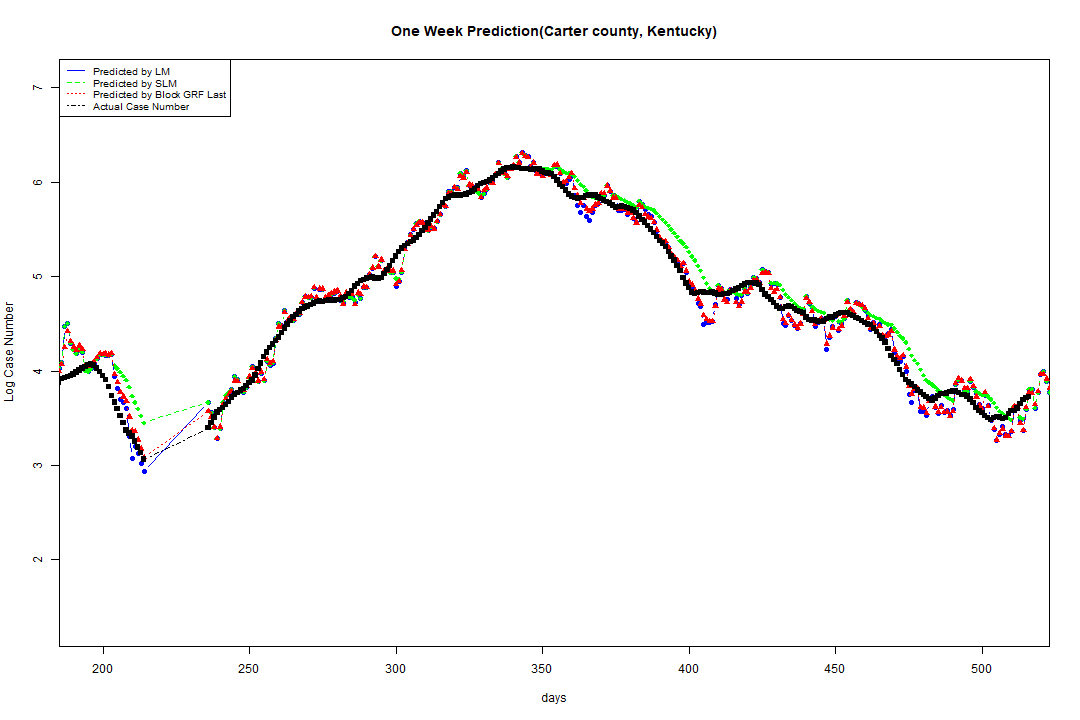 One Week Prediction(Carter county, Kentucky)
Predicted by LM
Predicted by SLM
Predicted by Block GRF Last
Actual Case Number
7
6
5
4
3
2
Log Case Number
200 250 300 350 400 450 500
days